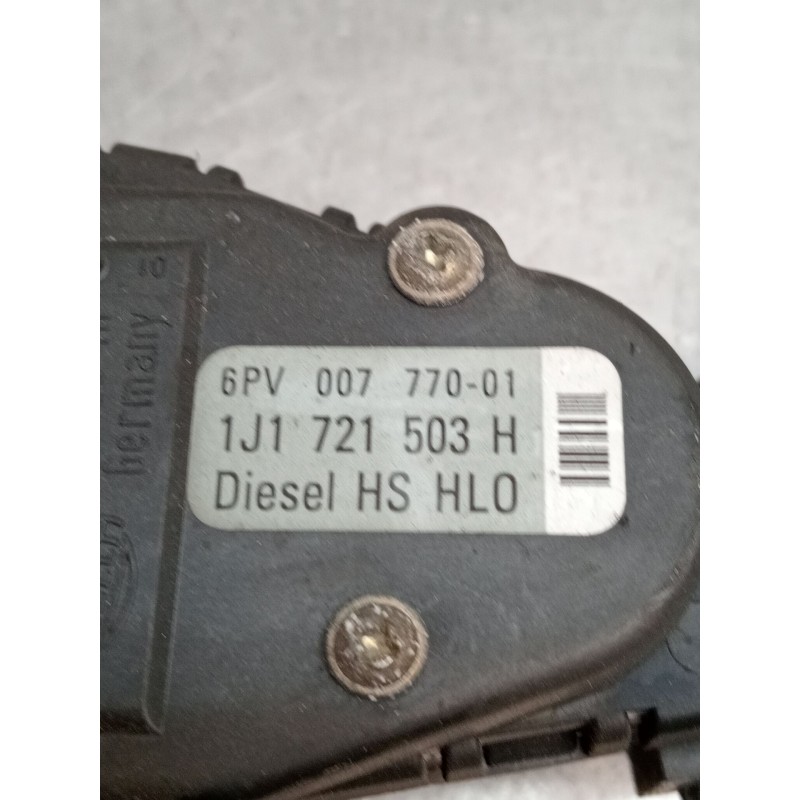 6PV 007 770-01
1J1 721 503 H
Diesel HS HLO
Germany